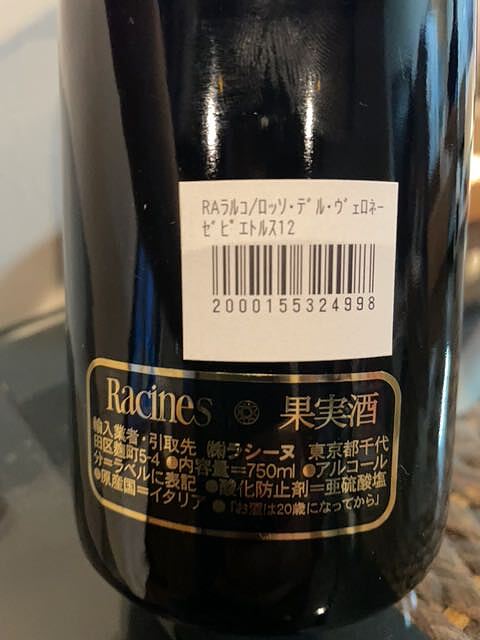 RAラルコ/ロッソ・デル・ヴェロネー
ゼピエトルス12
2000155324998
Racines 果実酒
輸入業者・引取先 ㈱ラシーヌ 東京都千代
田区麹町5-4 ●内容量=750ml ●アルコール
分=ラベルに表記 ●酸化防止剤=亜硫酸塩
●原産国=イタリア ●「お酒は20歳になってから」